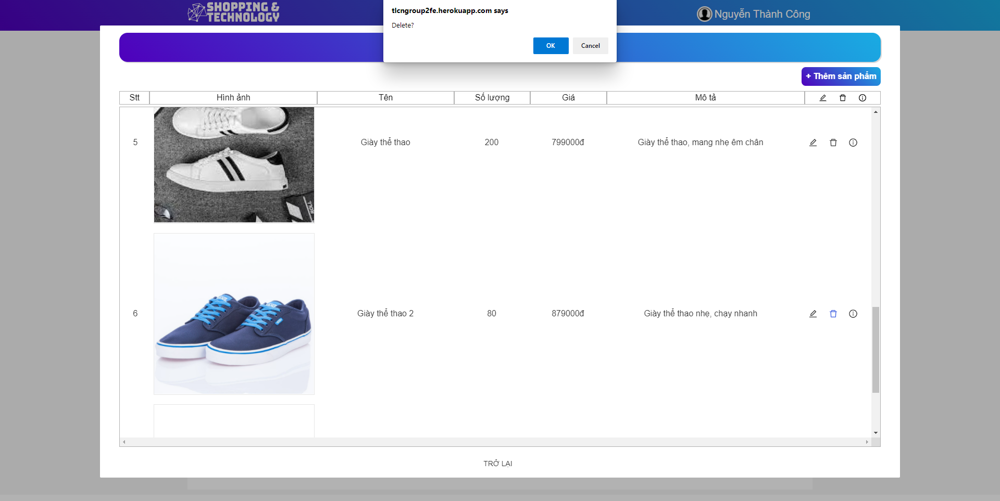 SHOPPING &
TECHNOLOGY
tlcngroup2fe.herokuapp.com says
Delete?
OK
Cancel
Nguyễn Thành Công
+ Thêm sản phẩm
Stt
Hình ảnh
Tên
Số lượng
Giá
Mô tả
5
ROLL
Giày thể thao
200
799000đ
Giày thể thao, mang nhẹ êm chân
6
Giày thể thao 2
80
879000đ
Giày thể thao nhẹ, chạy nhanh
TRỞ LẠI